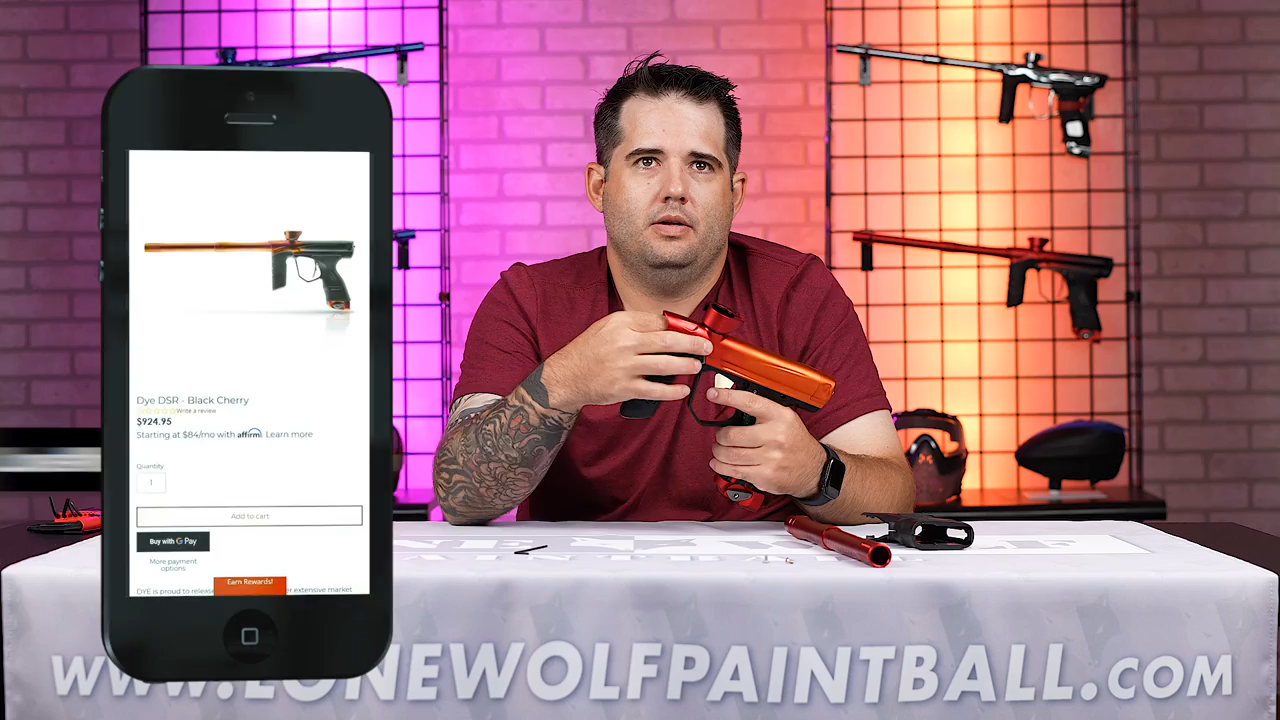 Dye DSR - Black Cherry
Write a review
$924.95
Starting at $84/mo with affirm. Learn more
Quantity
1
Add to cart
Buy with G Pay
More payment
options
Earn Rewards!
DYE is proud to releas er extensive market
WWW.LONEWOLFPAINTBALL.COM